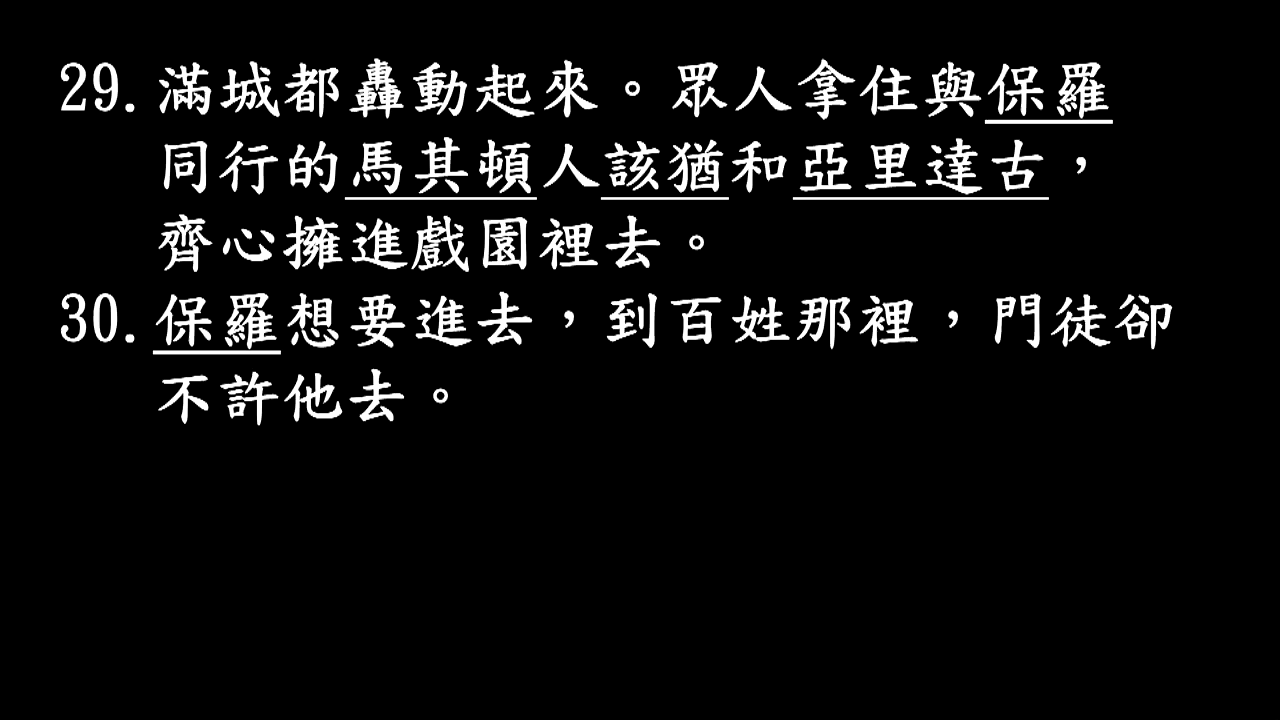 29.滿城都轟動起來。眾人拿住與保羅
同行的馬其頓人該猶和亞里達古，
齊心擁進戲園裡去。
30.保羅想要進去，到百姓那裡，門徒卻
不許他去。